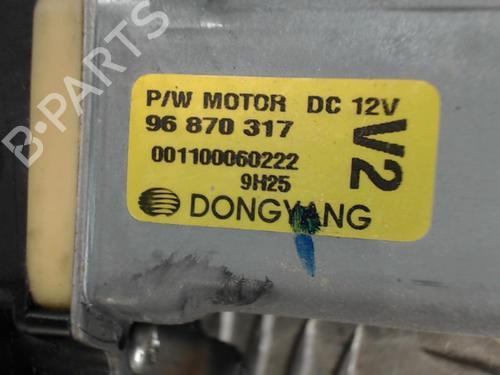 B-PARTS
P/W MOTOR DC 12V
96 870 317
001100060222
9H25
V2
DONGYANG